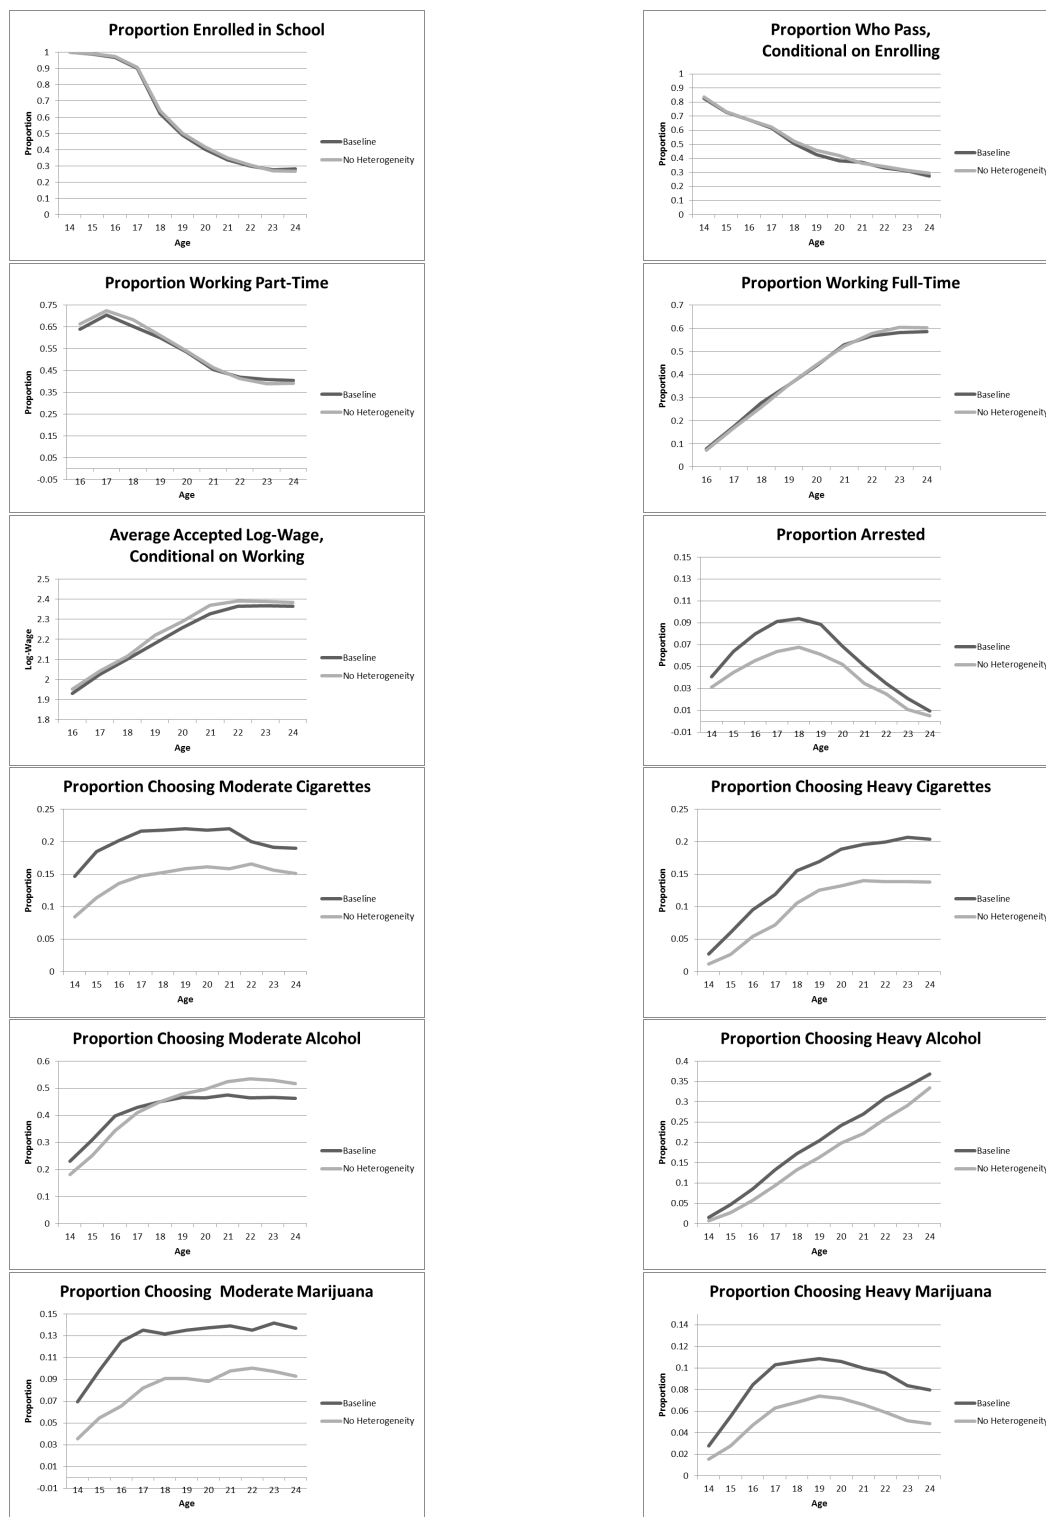 Proportion Enrolled in School
1
0.9
0.8
0.7
0.6
0.5
0.4
0.3
0.2
0.1
0
Proportion
14 15 16 17 18 19 20 21 22 23 24
Age
Baseline
No Heterogeneity
Proportion Who Pass,
Conditional on Enrolling
1
0.9
0.8
0.7
0.6
0.5
0.4
0.3
0.2
0.1
0
Proportion
14 15 16 17 18 19 20 21 22 23 24
Age
Baseline
No Heterogeneity
Proportion Working Part-Time
0.75
0.65
0.55
0.45
0.35
0.25
0.15
0.05
-0.05
Proportion
16 17 18 19 20 21 22 23 24
Age
Baseline
No Heterogeneity
Proportion Working Full-Time
0.7
0.6
0.5
0.4
0.3
0.2
0.1
0
Proportion
16 17 18 19 20 21 22 23 24
Age
Baseline
No Heterogeneity
Average Accepted Log-Wage,
Conditional on Working
2.5
2.4
2.3
2.2
2.1
2
1.9
1.8
Log-Wage
16 17 18 19 20 21 22 23 24
Age
Baseline
No Heterogeneity
Proportion Arrested
0.15
0.13
0.11
0.09
0.07
0.05
0.03
0.01
-0.01
Proportion
14 15 16 17 18 19 20 21 22 23 24
Age
Baseline
No Heterogeneity
Proportion Choosing Moderate Cigarettes
0.25
0.2
0.15
0.1
0.05
0
Proportion
14 15 16 17 18 19 20 21 22 23 24
Age
Baseline
No Heterogeneity
Proportion Choosing Heavy Cigarettes
0.25
0.2
0.15
0.1
0.05
0
Proportion
14 15 16 17 18 19 20 21 22 23 24
Age
Baseline
No Heterogeneity
Proportion Choosing Moderate Alcohol
0.6
0.5
0.4
0.3
0.2
0.1
0
Proportion
14 15 16 17 18 19 20 21 22 23 24
Age
Baseline
No Heterogeneity
Proportion Choosing Heavy Alcohol
0.4
0.35
0.3
0.25
0.2
0.15
0.1
0.05
0
Proportion
14 15 16 17 18 19 20 21 22 23 24
Age
Baseline
No Heterogeneity
Proportion Choosing Moderate Marijuana
0.15
0.13
0.11
0.09
0.07
0.05
0.03
0.01
-0.01
Proportion
14 15 16 17 18 19 20 21 22 23 24
Age
Baseline
No Heterogeneity
Proportion Choosing Heavy Marijuana
0.14
0.12
0.1
0.08
0.06
0.04
0.02
0
Proportion
14 15 16 17 18 19 20 21 22 23 24
Age
Baseline
No Heterogeneity